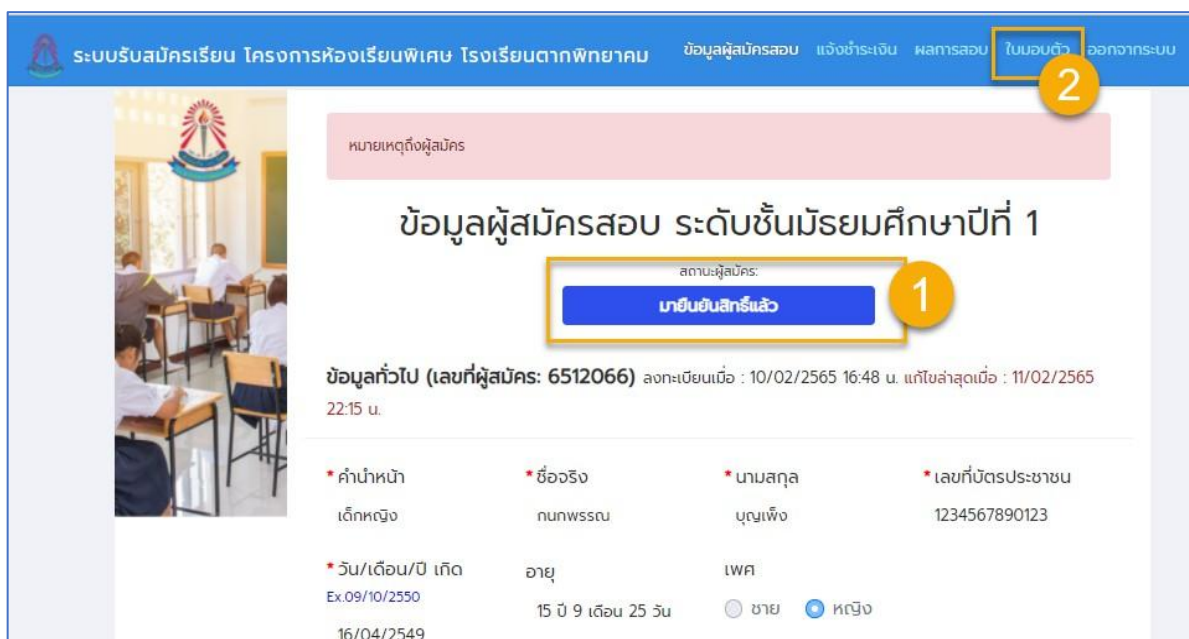 ระบบรับสมัครเรียน โครงการห้องเรียนพิเศษ โรงเรียนตากพิทยาคม ข้อมูลผู้สมัครสอบ แจ้งชำระเงิน ผลการสอบ ใบมอบตัว ออกจากระบบ
2
หมายเหตุถึงผู้สมัคร
ข้อมูลผู้สมัครสอบ ระดับชั้นมัธยมศึกษาปีที่ 1
สถานะผู้สมัคร:
มายืนยันสิทธิ์แล้ว
1
ข้อมูลทั่วไป (เลขที่ผู้สมัคร: 6512066) ลงทะเบียนเมื่อ : 10/02/2565 16:48 น. แก้ไขล่าสุดเมื่อ : 11/02/2565
22:15 น.
* คำนำหน้า * ชื่อจริง * นามสกุล * เลขที่บัตรประชาชน
เด็กหญิง กนกพรรณ บุญเพ็ง 1234567890123
* วัน/เดือน/ปี เกิด อายุ เพศ
Ex.09/10/2550
15 ปี 9 เดือน 25 วัน ชาย หญิง
16/04/2549